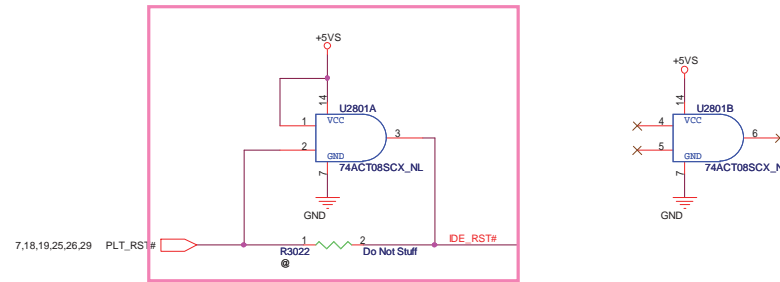 +5VS
+5VS
14
U2801A
14
U2801B
1
VCC
3
4
VCC
6
2
GND
5
GND
7
74ACT08SCX_NL
7
74ACT08SCX_N
GND
GND
7,18,19,25,26,29 PLT_RST#
1
2
IDE_RST#
R3022
Do Not Stuff
@